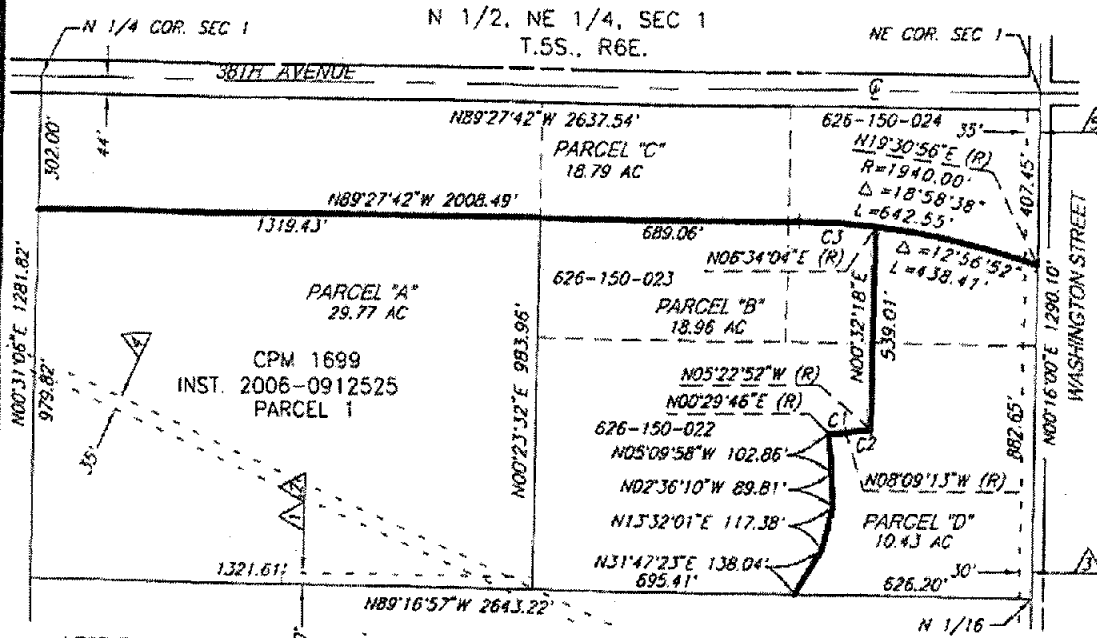 N 1/2, NE 1/4, SEC 1
T.5S., R6E.
N 1/4 COR. SEC 1
NE COR. SEC 1
38TH AVENUE
℄
44'
302.00'
N89°27'42"W 2637.54'
626-150-024
35'
PARCEL "C"
18.79 AC
N19°30'56"E (R)
R=1940.00'
Δ =18°58'38"
L=642.55'
407.45'
N89°27'42"W 2008.49'
1319.43'
689.06'
C3
Δ =12°56'52"
L=438.41'
N06°34'04"E (R)
626-150-023
PARCEL "A"
29.77 AC
PARCEL "B"
18.96 AC
N00°32'18"E
539.01'
N00°31'06"E 1281.82'
979.82'
4
35'
CPM 1699
INST. 2006-0912525
PARCEL 1
N00°23'32"E 983.96'
WASHINGTON STREET
N00°16'00"E 1290.10'
882.65'
N05°22'52"W (R)
N00°29'46"E (R)
C1
C2
626-150-022
N05°09'58"W 102.86'
N08°09'13"W (R)
N02°36'10"W 89.81'
N13°32'01"E 117.38'
PARCEL "D"
10.43 AC
N31°47'23"E 138.04'
2
1
1321.61'
695.41'
626.20'
30'
3
N89°16'57"W 2643.22'
N 1/16